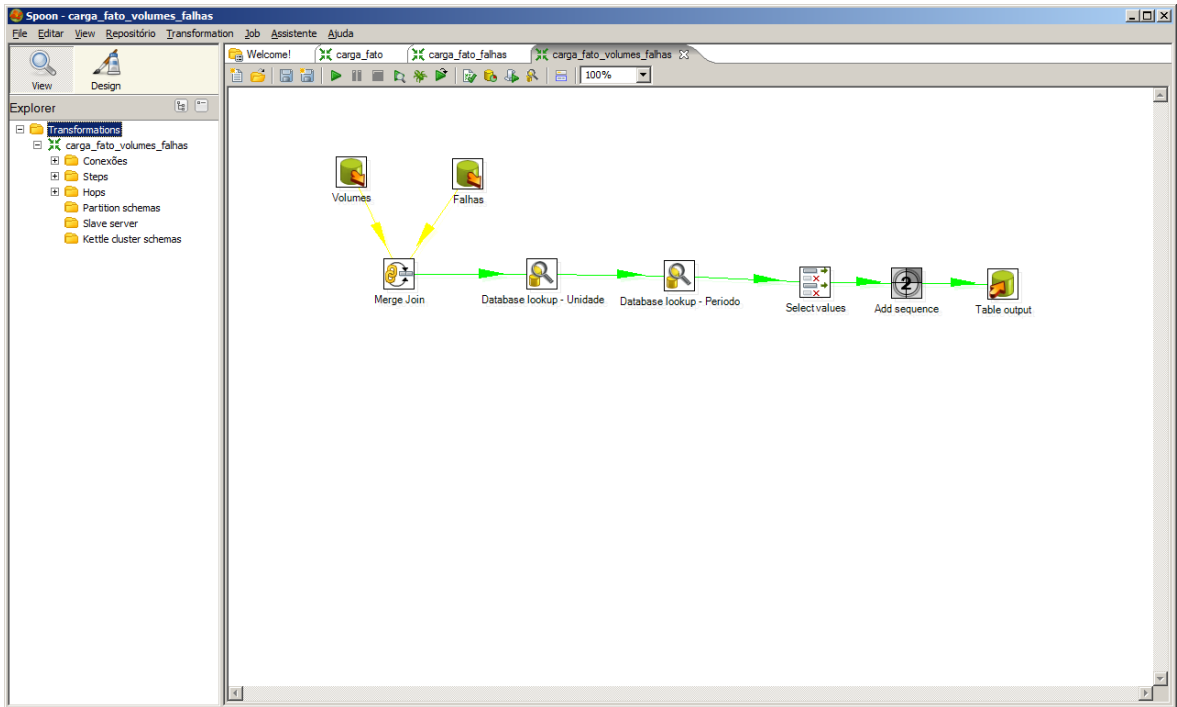 Spoon - carga_fato_volumes_falhas
File Editar View Repositório Transformation Job Assistente Ajuda
View Design
Explorer
Transformations
carga_fato_volumes_falhas
Conexões
Steps
Hops
Partition schemas
Slave server
Kettle cluster schemas
Welcome! carga_fato carga_fato_falhas carga_fato_volumes_falhas
100%
Volumes Falhas
Merge Join Database lookup - Unidade Database lookup - Periodo Select values Add sequence Table output
2